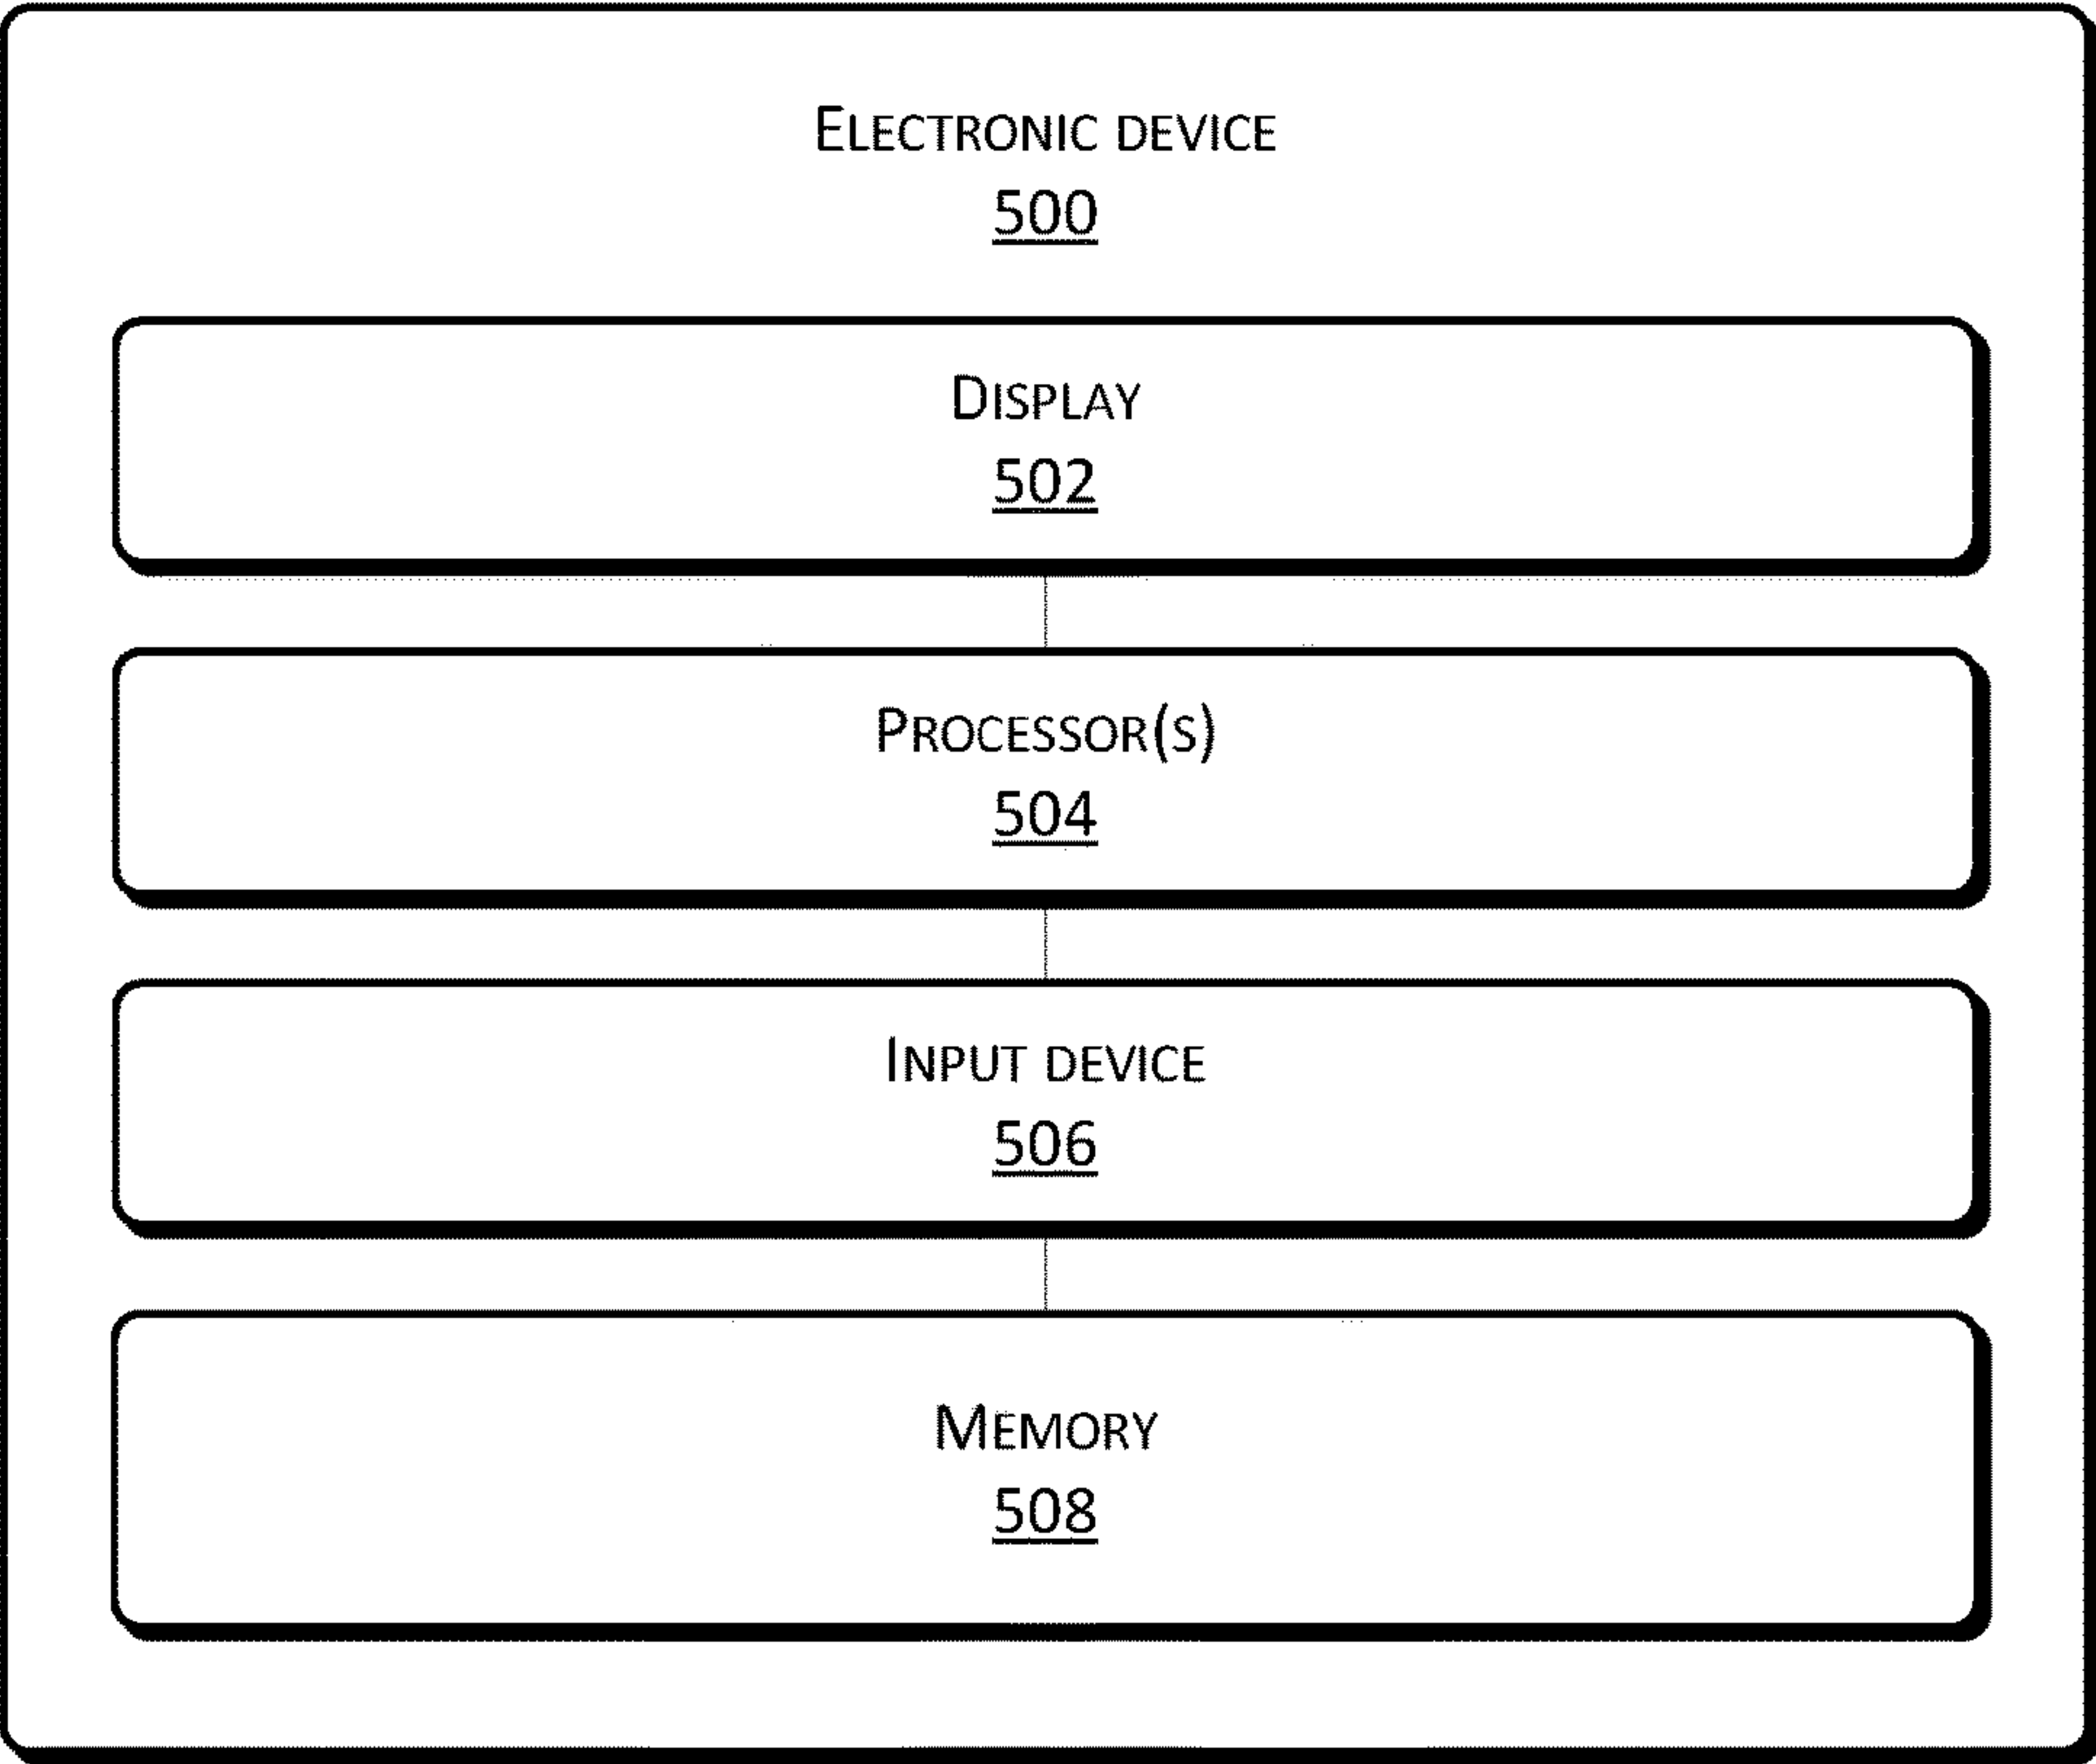 ELECTRONIC DEVICE
500
DISPLAY
502
PROCESSOR(S)
504
INPUT DEVICE
506
MEMORY
508